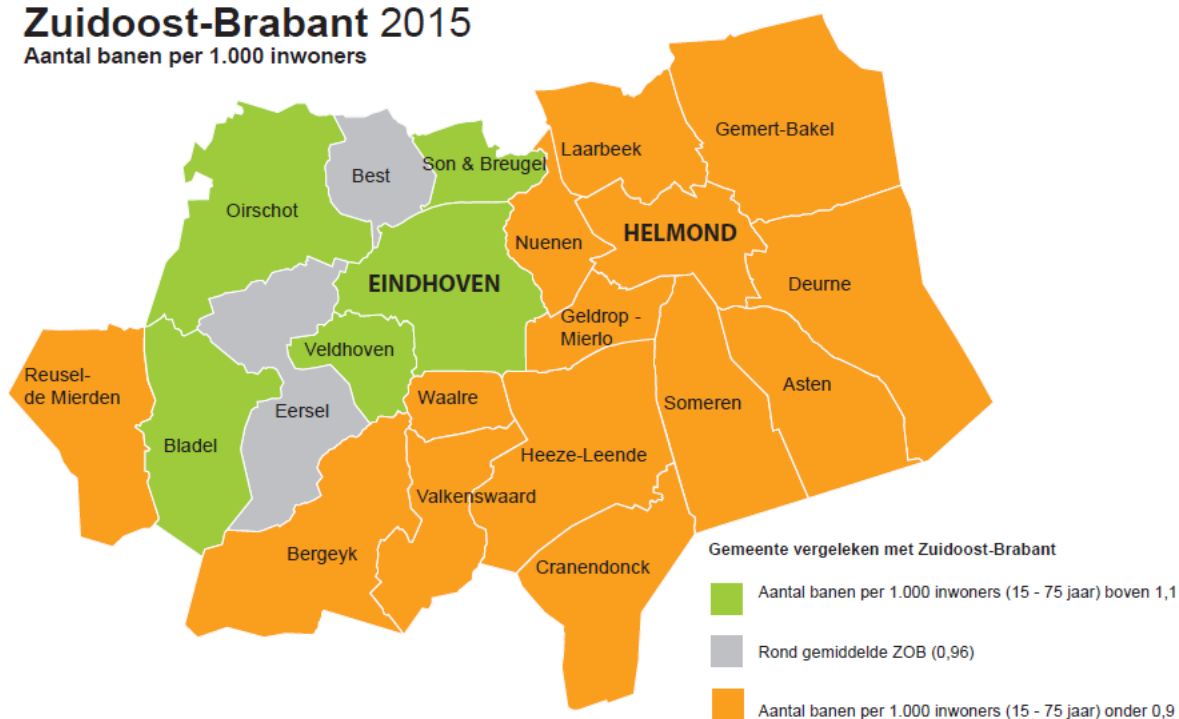 Zuidoost-Brabant 2015
Aantal banen per 1.000 inwoners
Gemert-Bakel
Laarbeek
Son & Breugel
Best
Oirschot
HELMOND
Nuenen
EINDHOVEN
Deurne
Geldrop -
Mierlo
Veldhoven
Reusel-
de Mierden
Asten
Waalre
Someren
Eersel
Bladel
Heeze-Leende
Valkenswaard
Bergeyk
Cranendonck
Gemeente vergeleken met Zuidoost-Brabant
Aantal banen per 1.000 inwoners (15 - 75 jaar) boven 1,1
Rond gemiddelde ZOB (0,96)
Aantal banen per 1.000 inwoners (15 - 75 jaar) onder 0,9